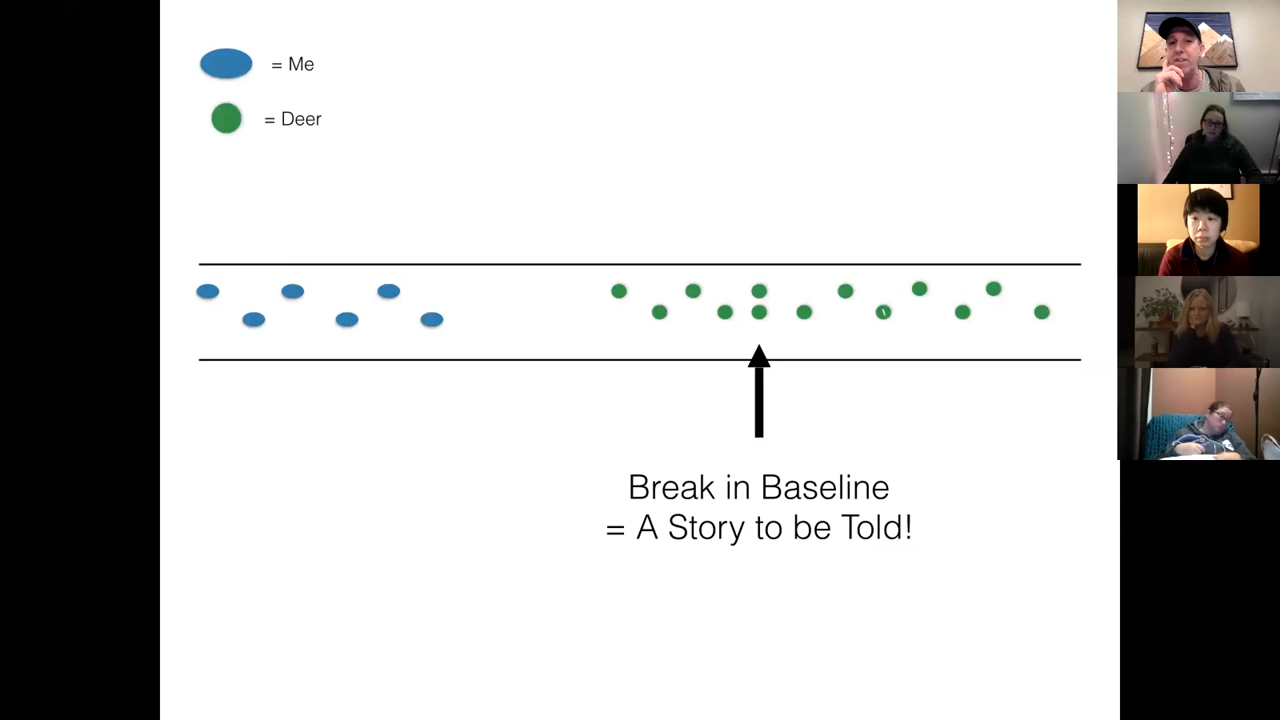 = Me
= Deer
Break in Baseline
= A Story to be Told!